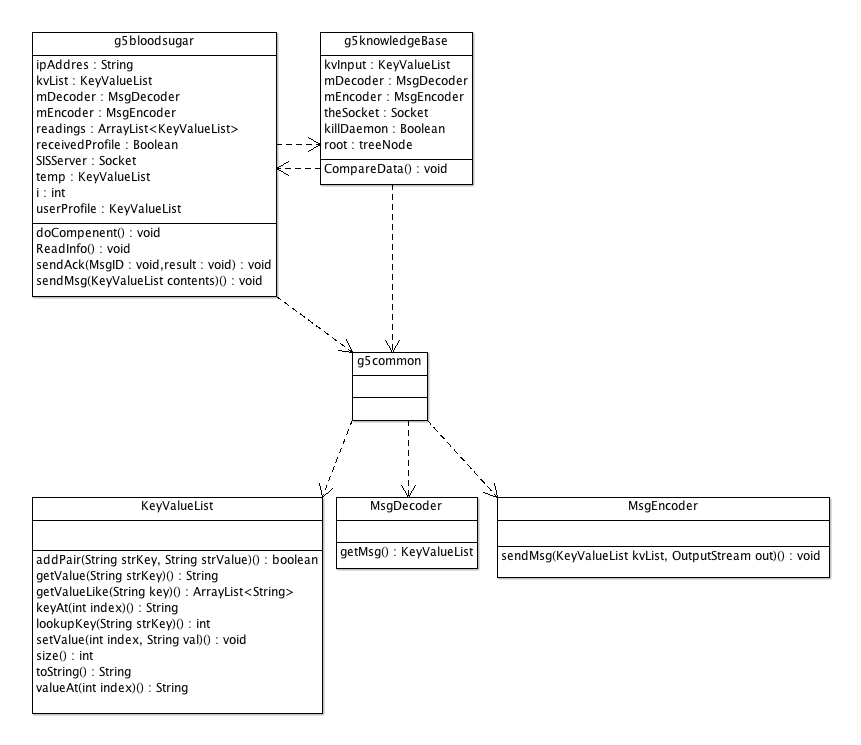 g5bloodsugar
ipAddres : String
kvList : KeyValueList
mDecoder : MsgDecoder
mEncoder : MsgEncoder
readings : ArrayList<KeyValueList>
receivedProfile : Boolean
SISServer : Socket
temp : KeyValueList
i : int
userProfile : KeyValueList
doCompenent() : void
ReadInfo() : void
sendAck(MsgID : void,result : void) : void
sendMsg(KeyValueList contents)() : void
g5knowledgeBase
kvInput : KeyValueList
mDecoder : MsgDecoder
mEncoder : MsgEncoder
theSocket : Socket
killDaemon : Boolean
root : treeNode
CompareData() : void
g5common
KeyValueList
addPair(String strKey, String strValue)() : boolean
getValue(String strKey)() : String
getValueLike(String key)() : ArrayList<String>
keyAt(int index)() : String
lookupKey(String strKey)() : int
setValue(int index, String val)() : void
size() : int
toString() : String
valueAt(int index)() : String
MsgDecoder
getMsg() : KeyValueList
MsgEncoder
sendMsg(KeyValueList kvList, OutputStream out)() : void